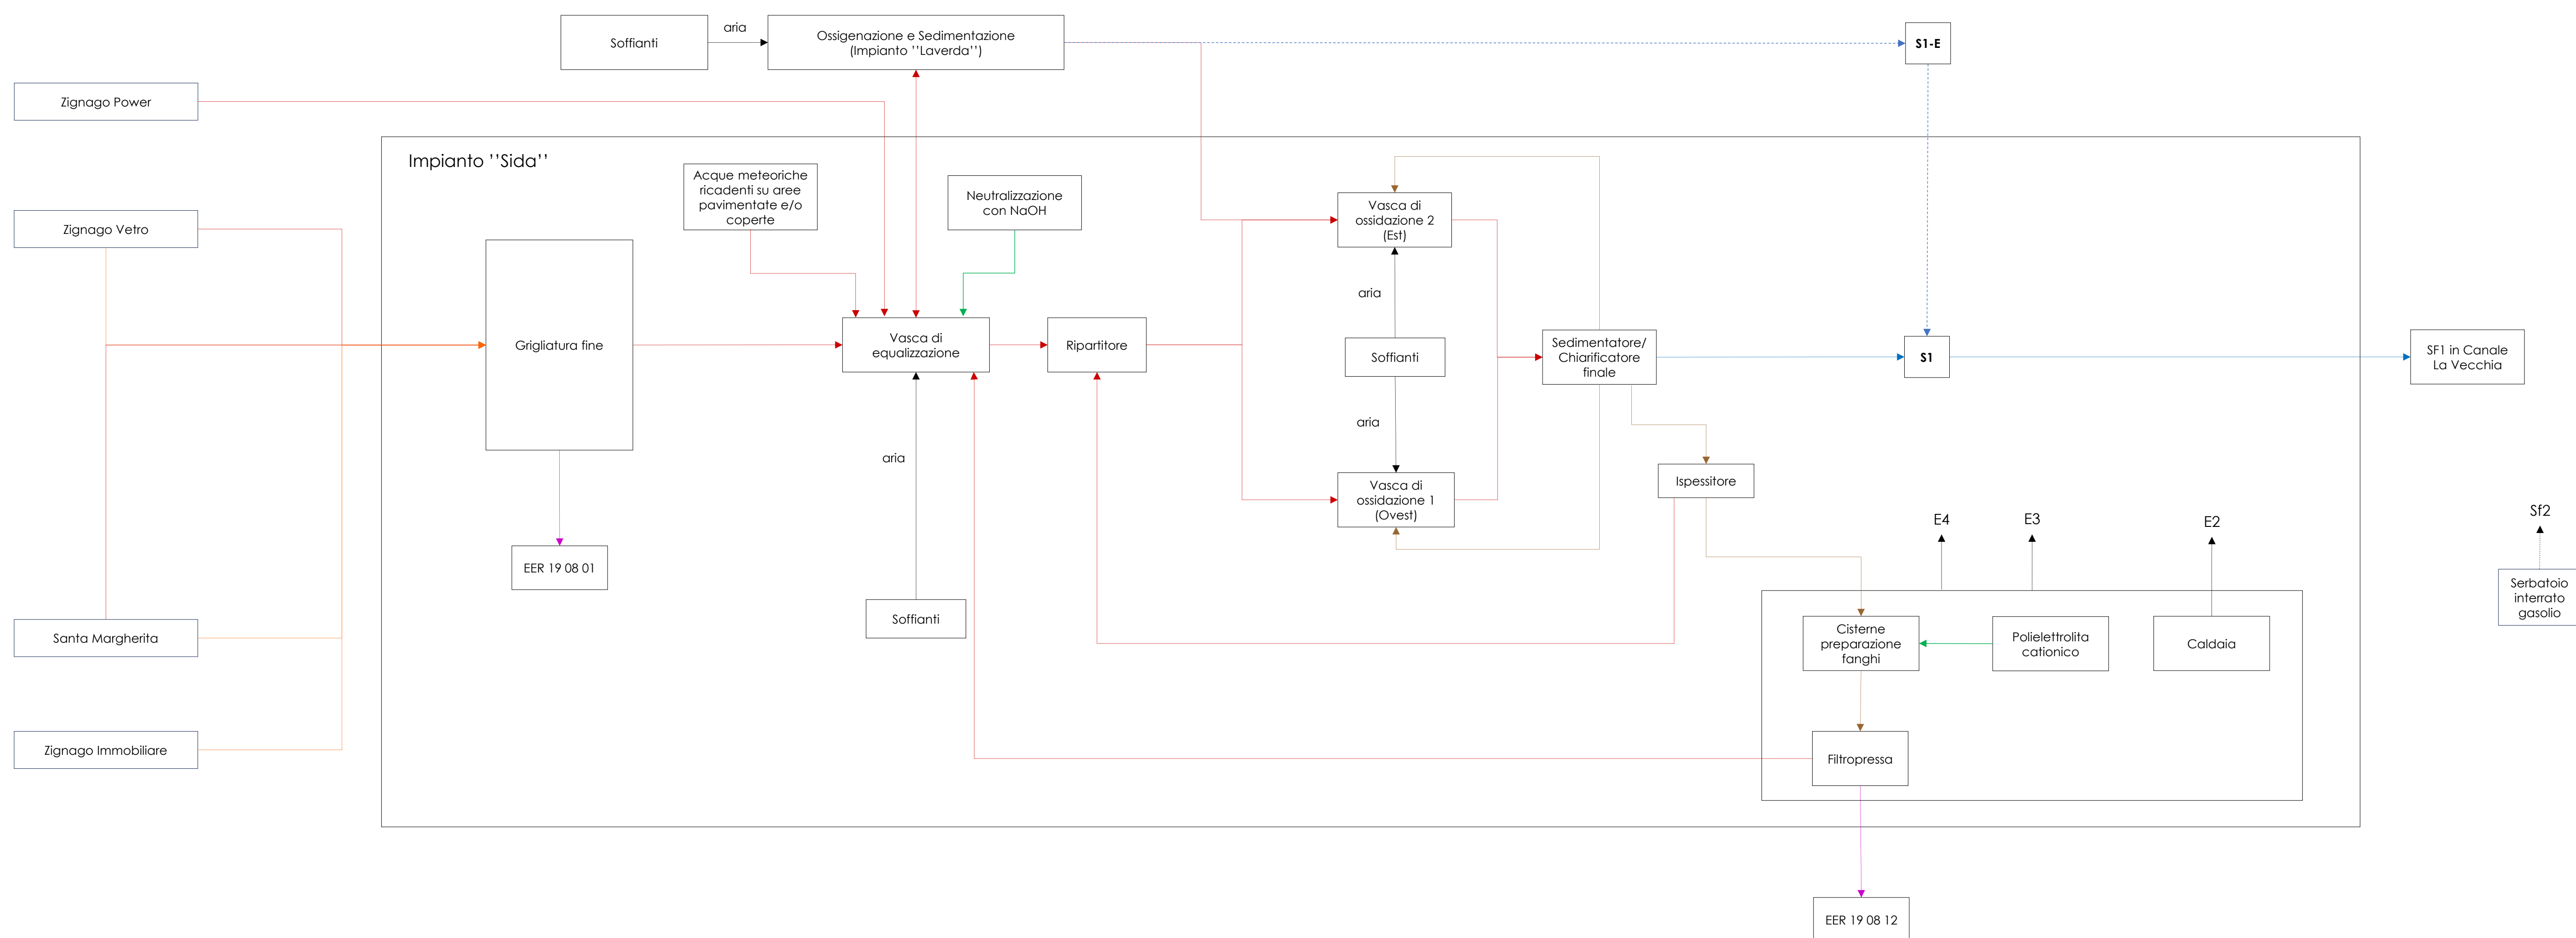 Soffianti
aria
Ossigenazione e Sedimentazione
(Impianto ''Laverda'')
S1-E
Zignago Power
Impianto ''Sida''
Acque meteoriche
ricadenti su aree
pavimentate e/o
coperte
Neutralizzazione
con NaOH
Vasca di
ossidazione 2
(Est)
Zignago Vetro
Grigliatura fine
aria
Vasca di
equalizzazione
Ripartitore
Soffianti
Sedimentatore/
Chiarificatore
finale
S1
SF1 in Canale
La Vecchia
aria
aria
Vasca di
ossidazione 1
(Ovest)
Ispessitore
EER 19 08 01
E4
E3
E2
Sf2
Serbatoio
interrato
gasolio
Soffianti
Santa Margherita
Cisterne
preparazione
fanghi
Polielettrolita
cationico
Caldaia
Zignago Immobiliare
Filtropressa
EER 19 08 12